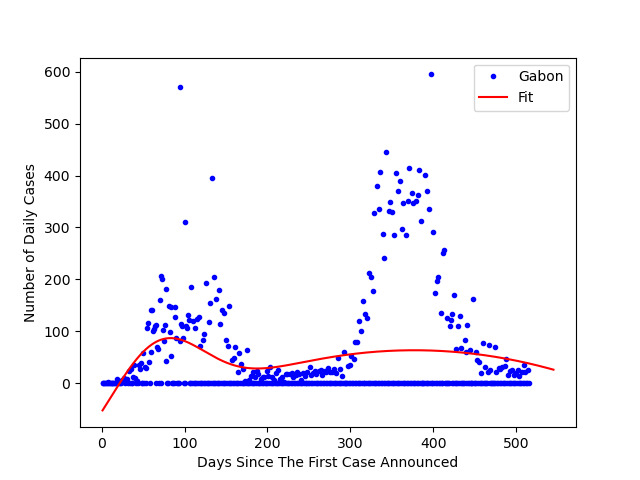 Gabon
Fit
600
500
400
300
200
100
0
Number of Daily Cases
0 100 200 300 400 500
Days Since The First Case Announced